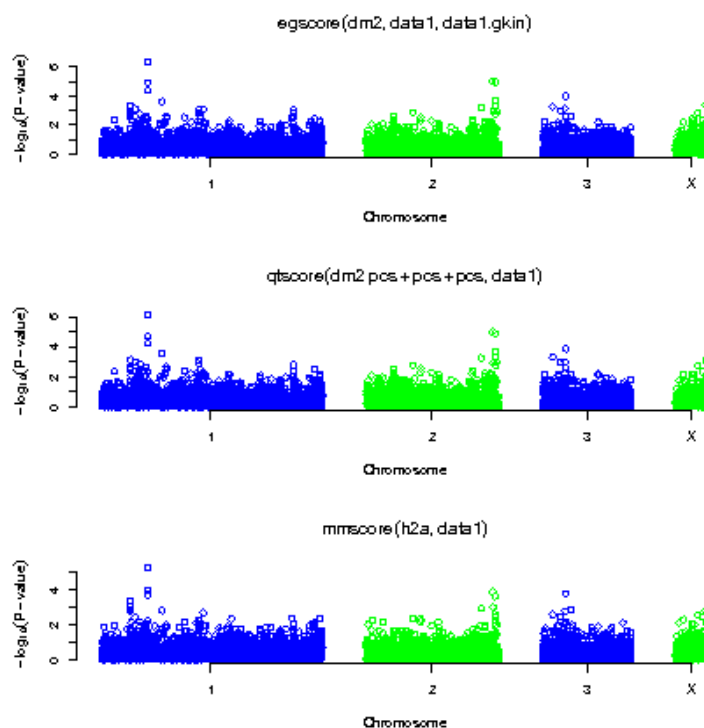 egscore(dm2, data1, data1.gkin)
6
4
2
0
−log10(P−value)
1 2 3 X
Chromosome
qtscore(dm2 pcs+pcs+pcs, data1)
6
4
2
0
−log10(P−value)
1 2 3 X
Chromosome
mmscore(h2a, data1)
4
2
0
−log10(P−value)
1 2 3 X
Chromosome